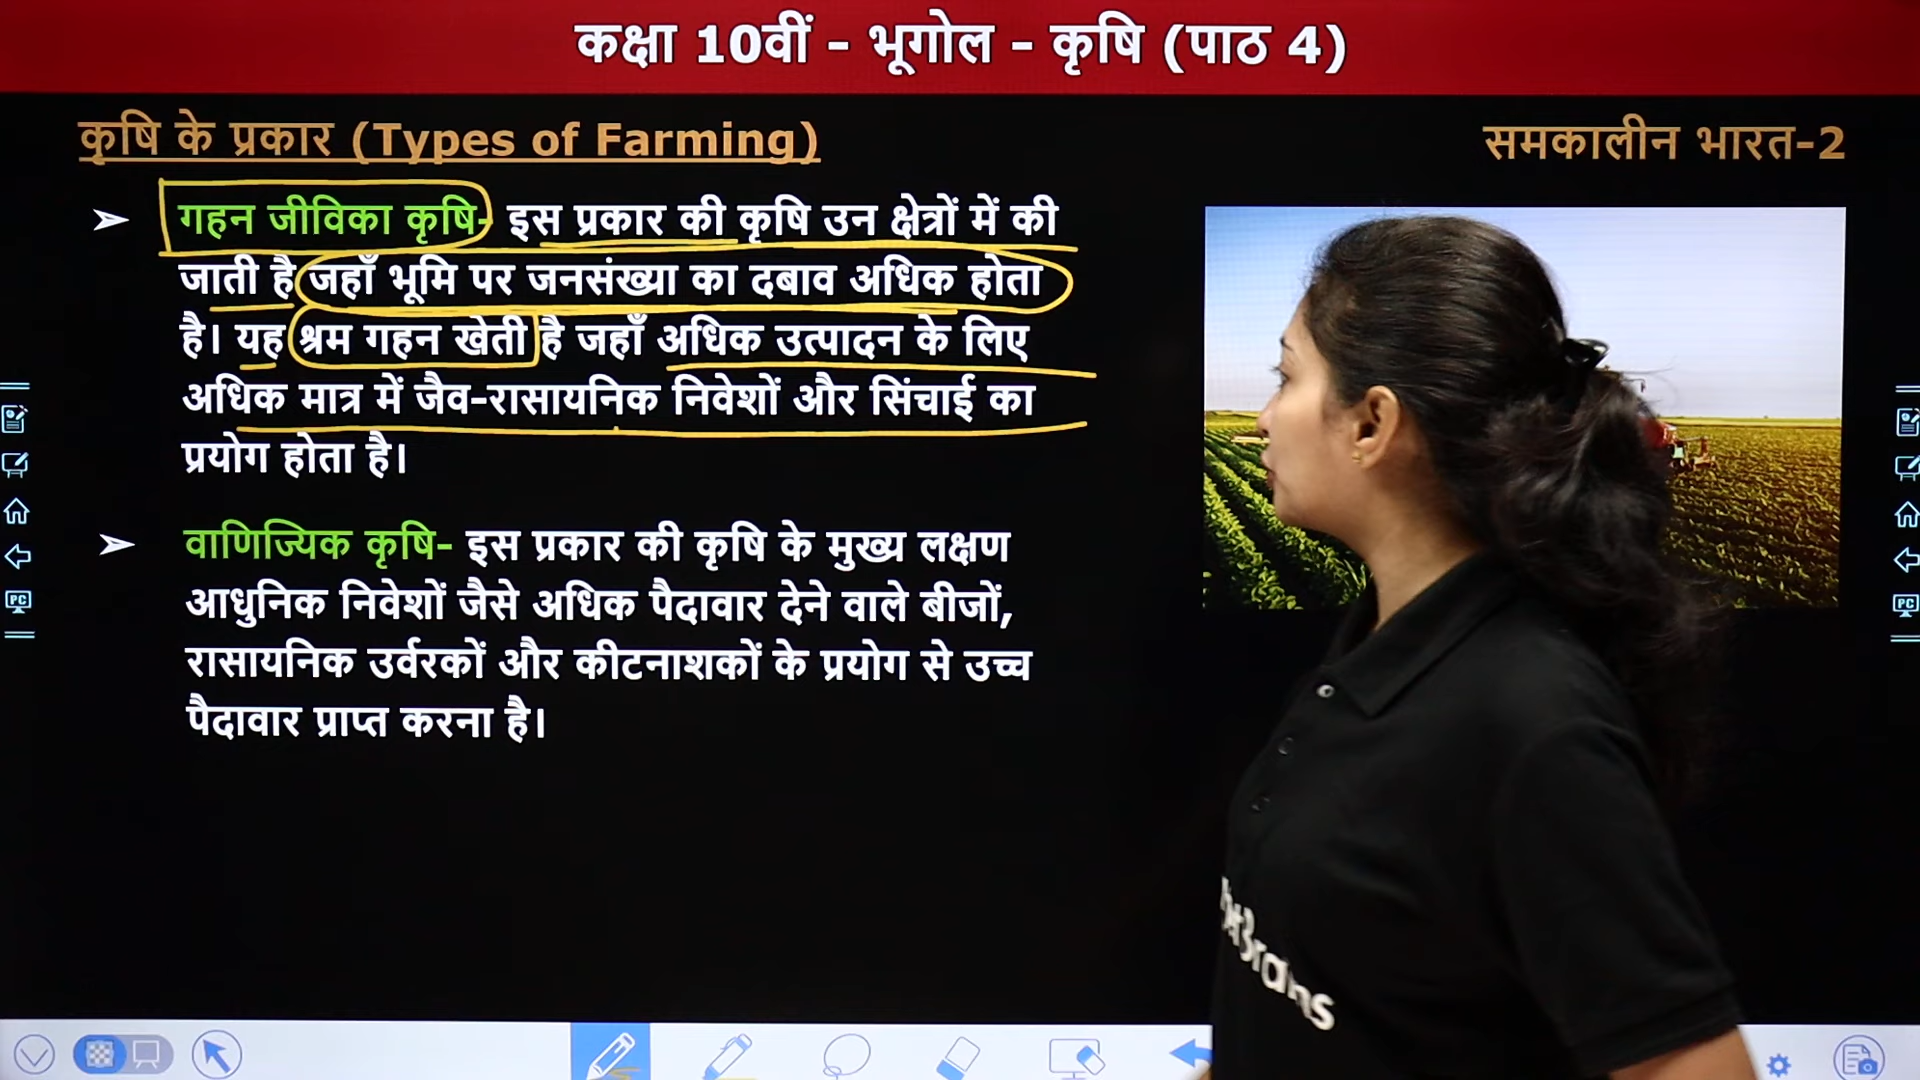 कक्षा 10वीं - भूगोल - कृषि (पाठ 4)
कृषि के प्रकार (Types of Farming)
समकालीन भारत-2
➢ गहन जीविका कृषि- इस प्रकार की कृषि उन क्षेत्रों में की
जाती है जहाँ भूमि पर जनसंख्या का दबाव अधिक होता
है। यह श्रम गहन खेती है जहाँ अधिक उत्पादन के लिए
अधिक मात्र में जैव-रासायनिक निवेशों और सिंचाई का
प्रयोग होता है।
➢ वाणिज्यिक कृषि- इस प्रकार की कृषि के मुख्य लक्षण
आधुनिक निवेशों जैसे अधिक पैदावार देने वाले बीजों,
रासायनिक उर्वरकों और कीटनाशकों के प्रयोग से उच्च
पैदावार प्राप्त करना है।
PC
PC